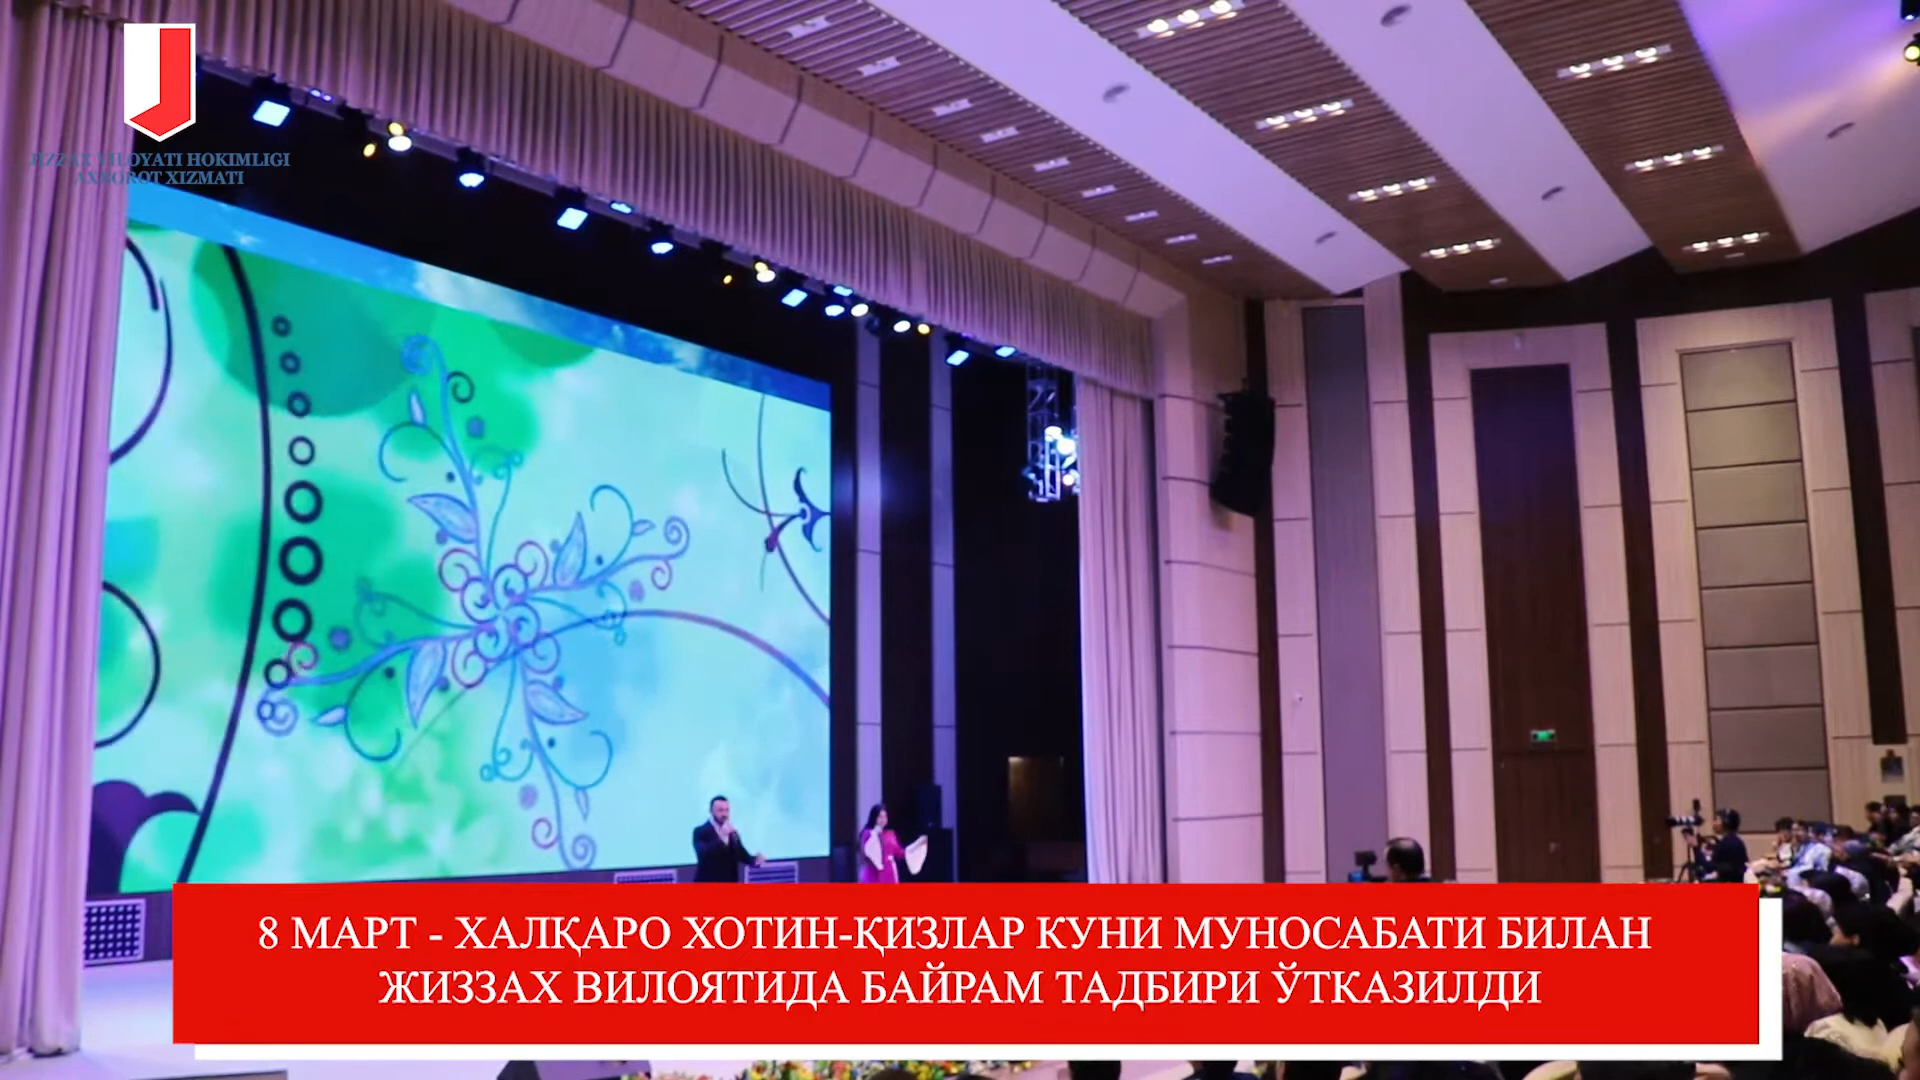 JIZZAX VILOYATI HOKIMLIGI
AXBOROT XIZMATI
8 МАРТ - ХАЛҚАРО ХОТИН-ҚИЗЛАР КУНИ МУНОСАБАТИ БИЛАН
ЖИЗЗАХ ВИЛОЯТИДА БАЙРАМ ТАДБИРИ ЎТКАЗИЛДИ